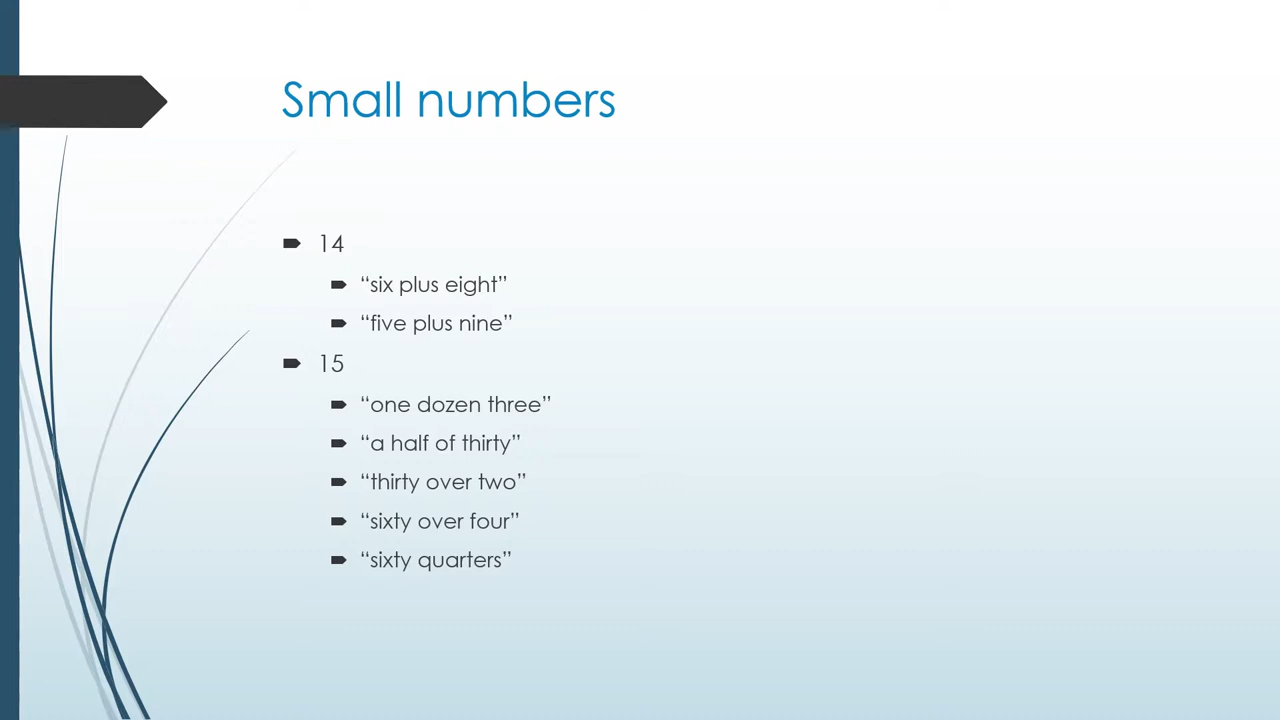 Small numbers
14
“six plus eight”
“five plus nine”
15
“one dozen three”
“a half of thirty”
“thirty over two”
“sixty over four”
“sixty quarters”